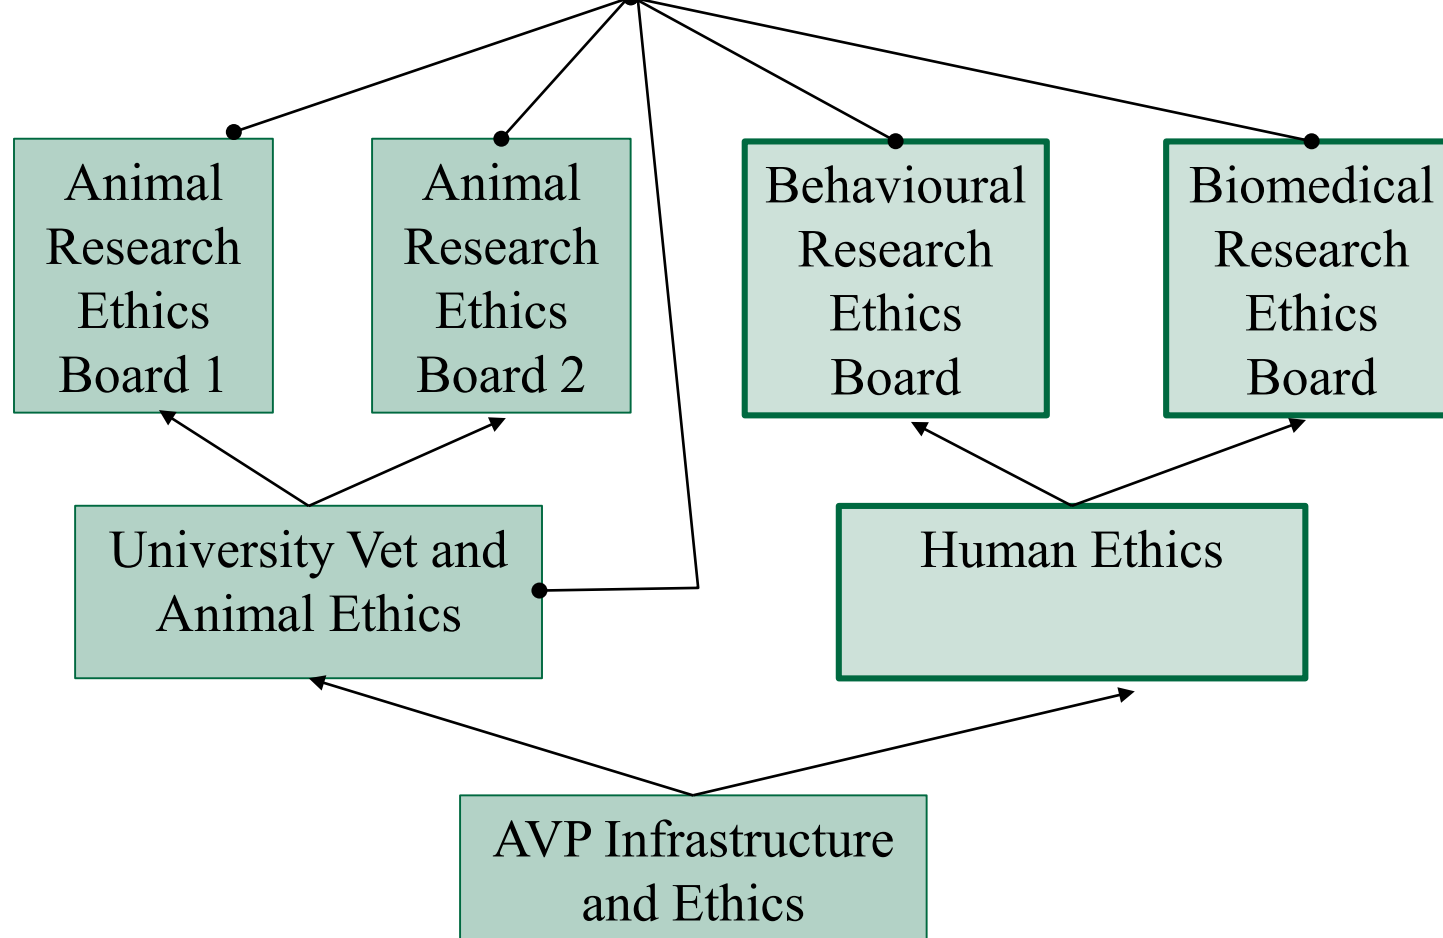 Animal
Research
Ethics
Board 1
Animal
Research
Ethics
Board 2
Behavioural
Research
Ethics
Board
Biomedical
Research
Ethics
Board
University Vet and
Animal Ethics
Human Ethics
AVP Infrastructure
and Ethics